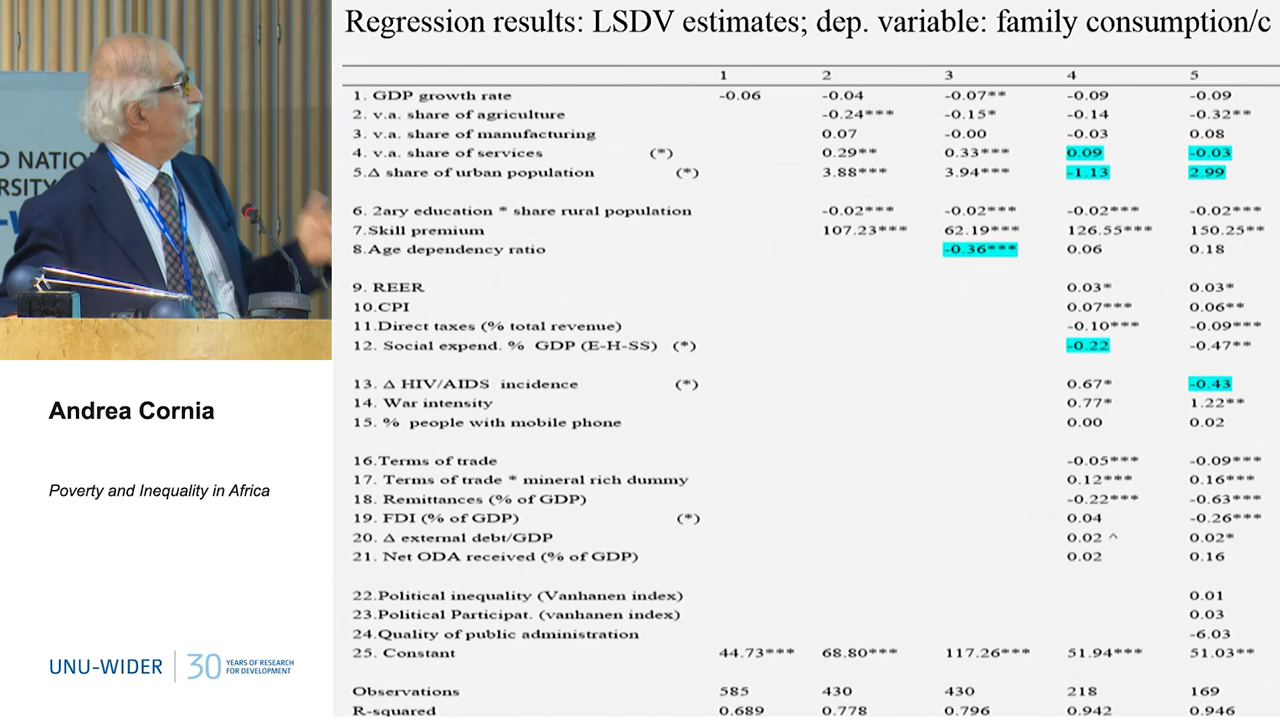 Regression results: LSDV estimates; dep. variable: family consumption/c
1 2 3 4 5
1. GDP growth rate -0.06 -0.04 -0.07** -0.09 -0.09
2. v.a. share of agriculture -0.24*** -0.15* -0.14 -0.32**
3. v.a. share of manufacturing 0.07 -0.00 -0.03 0.08
4. v.a. share of services (*) 0.29** 0.33*** 0.09 -0.03
5.Δ share of urban population (*) 3.88*** 3.94*** -1.13 2.99
6. 2ary education * share rural population -0.02*** -0.02*** -0.02*** -0.02***
7.Skill premium 107.23*** 62.19*** 126.55*** 150.25**
8.Age dependency ratio -0.36*** 0.06 0.18
9. REER 0.03* 0.03*
10.CPI 0.07*** 0.06**
11.Direct taxes (% total revenue) -0.10*** -0.09***
12. Social expend. % GDP (E-H-SS) (*) -0.22 -0.47**
13. Δ HIV/AIDS incidence (*) 0.67* -0.43
14. War intensity 0.77* 1.22**
15. % people with mobile phone 0.00 0.02
16.Terms of trade -0.05*** -0.09***
17. Terms of trade * mineral rich dummy 0.12*** 0.16***
18. Remittances (% of GDP) -0.22*** -0.63***
19. FDI (% of GDP) (*) 0.04 -0.26***
20. Δ external debt/GDP 0.02 ^ 0.02*
21. Net ODA received (% of GDP) 0.02 0.16
22.Political inequality (Vanhanen index) 0.01
23.Political Participat. (vanhanen index) 0.03
24.Quality of public administration -6.03
25. Constant 44.73*** 68.80*** 117.26*** 51.94*** 51.03**
Observations 585 430 430 218 169
R-squared 0.689 0.778 0.796 0.942 0.946
BOSCH
Andrea Cornia
Poverty and Inequality in Africa
UNU-WIDER
30 YEARS OF RESEARCH
FOR DEVELOPMENT